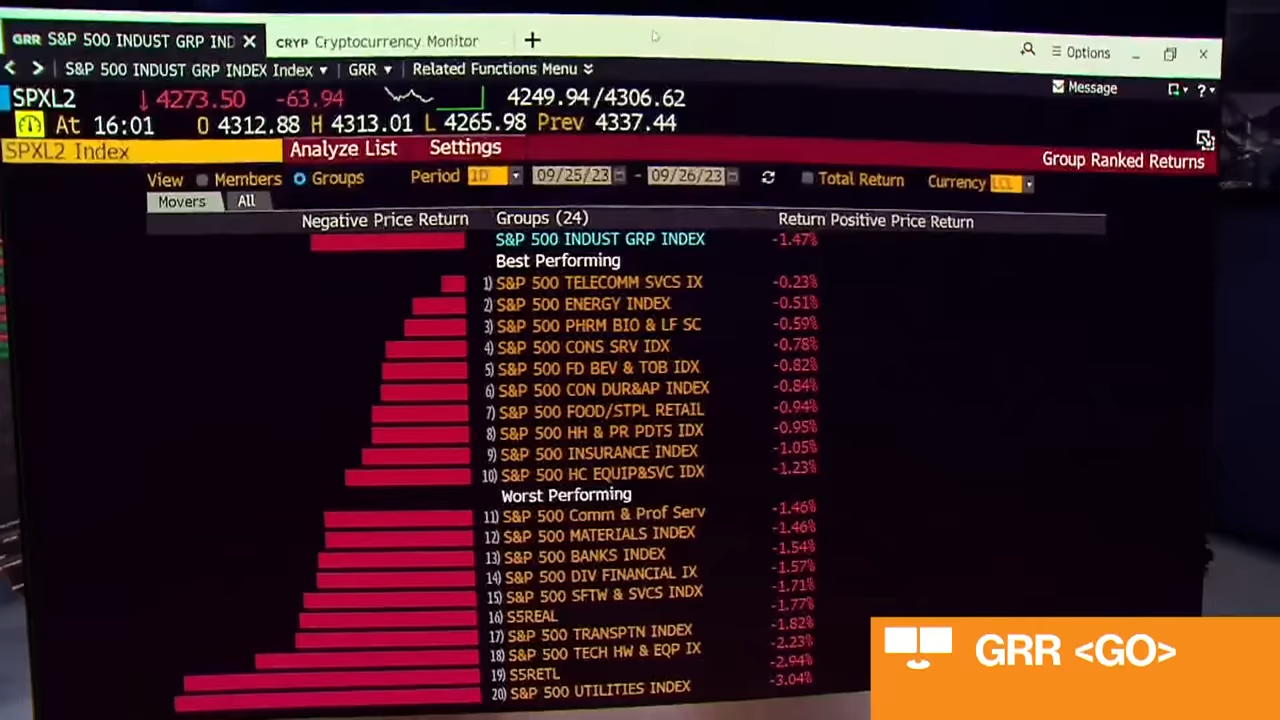 GRR S&P 500 INDUST GRP IND X CRYP Cryptocurrency Monitor +
Options
< > S&P 500 INDUST GRP INDEX Index GRR Related Functions Menu
Message
SPXL2 ↓4273.50 -63.94 4249.94/4306.62
At 16:01 O 4312.88 H 4313.01 L 4265.98 Prev 4337.44
SPXL2 Index Analyze List Settings Group Ranked Returns
View Members Groups Period 1D 09/25/23 - 09/26/23 Total Return Currency LCL
Movers All
Negative Price Return Groups (24) Return Positive Price Return
S&P 500 INDUST GRP INDEX -1.47%
Best Performing
1) S&P 500 TELECOMM SVCS IX -0.23%
2) S&P 500 ENERGY INDEX -0.51%
3) S&P 500 PHRM BIO & LF SC -0.59%
4) S&P 500 CONS SRV IDX -0.78%
5) S&P 500 FD BEV & TOB IDX -0.82%
6) S&P 500 CON DUR&AP INDEX -0.84%
7) S&P 500 FOOD/STPL RETAIL -0.94%
8) S&P 500 HH & PR PDTS IDX -0.95%
9) S&P 500 INSURANCE INDEX -1.05%
10) S&P 500 HC EQUIP&SVC IDX -1.23%
Worst Performing
11) S&P 500 Comm & Prof Serv -1.46%
12) S&P 500 MATERIALS INDEX -1.46%
13) S&P 500 BANKS INDEX -1.54%
14) S&P 500 DIV FINANCIAL IX -1.57%
15) S&P 500 SFTW & SVCS INDX -1.71%
16) S5REAL -1.77%
17) S&P 500 TRANSPTN INDEX -1.82%
18) S&P 500 TECH HW & EQP IX -2.23%
19) S5RETL -2.94%
20) S&P 500 UTILITIES INDEX -3.04%
GRR <GO>